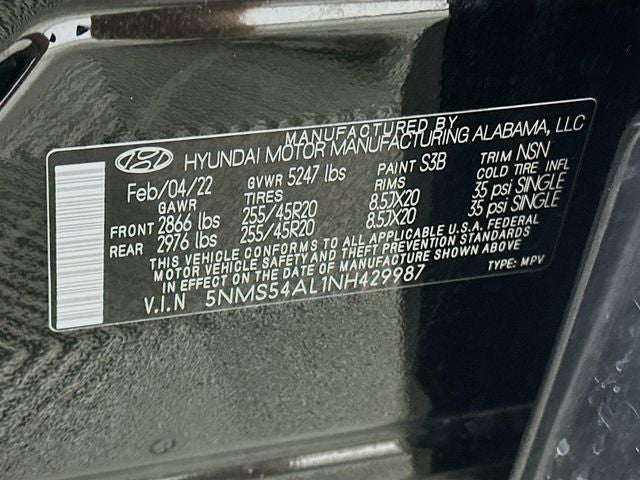 MANUFACTURED BY
HYUNDAI MOTOR MANUFACTURING ALABAMA, LLC
Feb/04/22 GVWR 5247 lbs PAINT S3B TRIM NSN
GAWR TIRES RIMS COLD TIRE INFL
FRONT 2866 lbs 255/45R20 8.5JX20 35 psi SINGLE
REAR 2976 lbs 255/45R20 8.5JX20 35 psi SINGLE
THIS VEHICLE CONFORMS TO ALL APPLICABLE U.S.A. FEDERAL
MOTOR VEHICLE SAFETY AND THEFT PREVENTION STANDARDS
IN EFFECT ON THE DATE OF MANUFACTURE SHOWN ABOVE
V.I.N 5NMS54AL1NH429987 TYPE: MPV